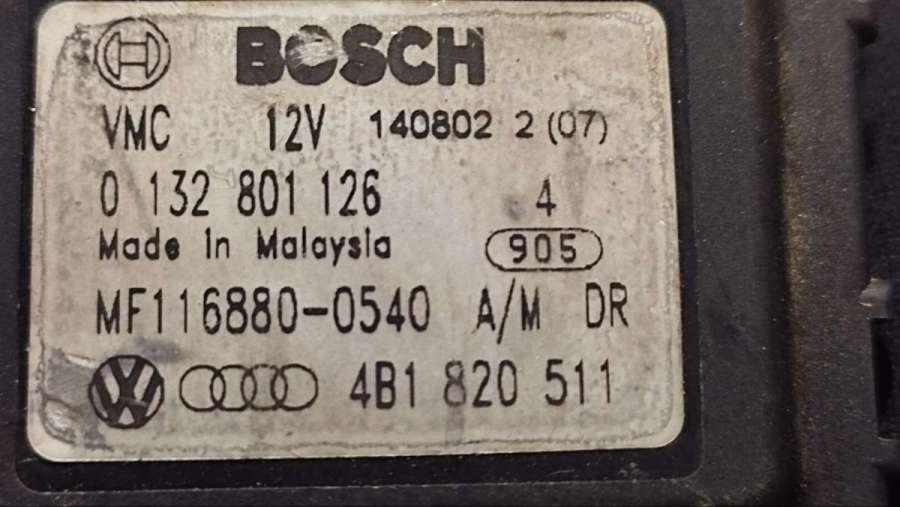 BOSCH
VMC 12V 140802 2 (07)
0 132 801 126 4
Made in Malaysia 905
MF116880-0540 A/M DR
VW 4B1 820 511